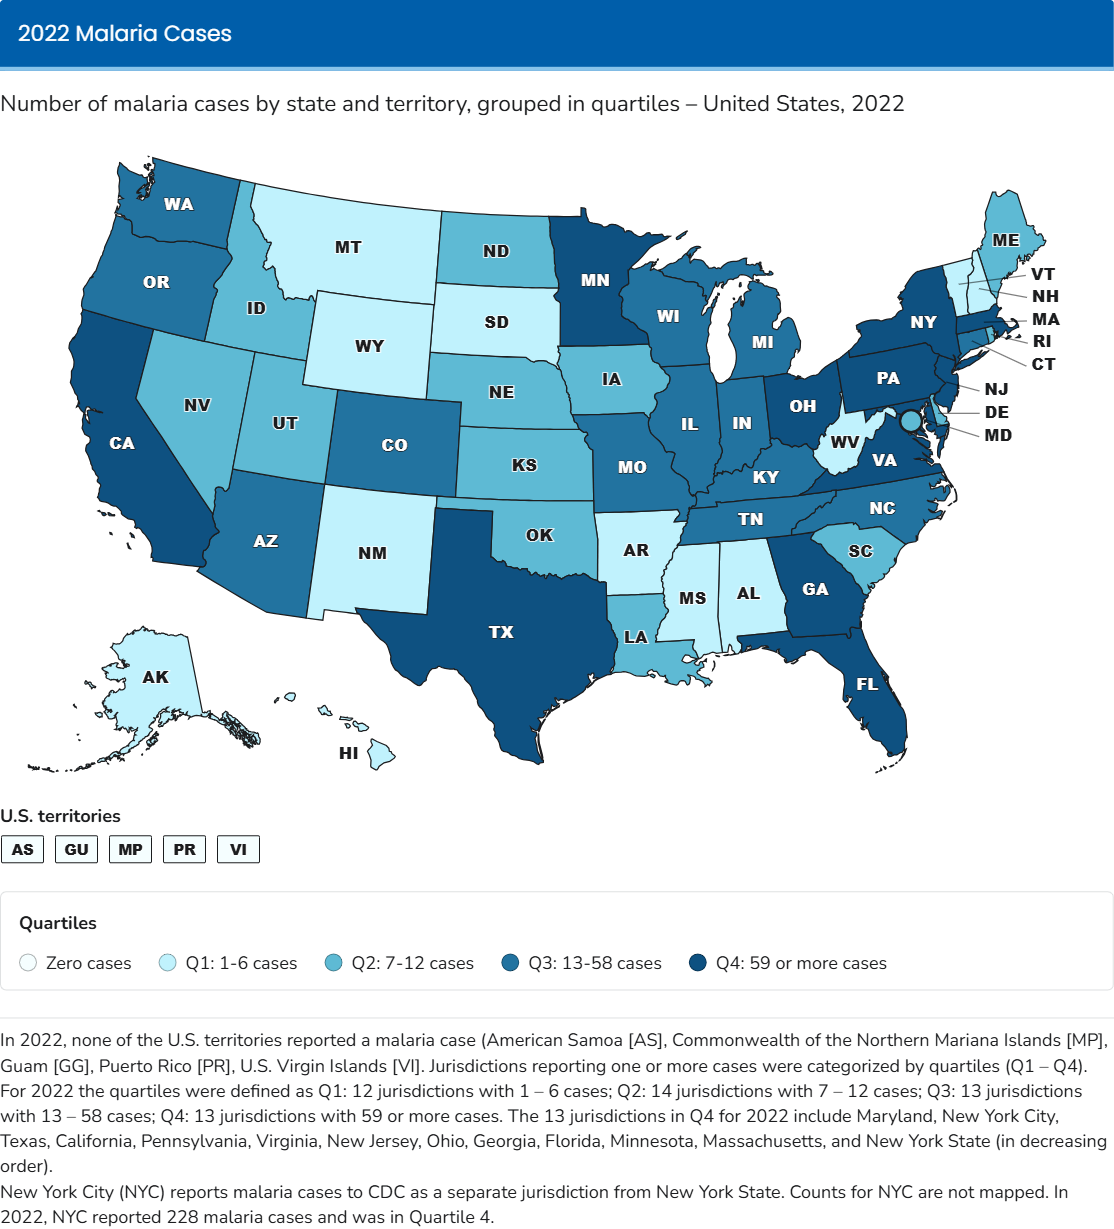 2022 Malaria Cases
Number of malaria cases by state and territory, grouped in quartiles – United States, 2022
WA
MT
ND
MN
ME
VT
NH
MA
RI
CT
OR
ID
SD
WI
NY
WY
MI
NV
UT
NE
IA
PA
NJ
DE
MD
CA
CO
KS
MO
IL
IN
OH
WV
VA
KY
AZ
NM
OK
AR
TN
NC
SC
MS
AL
GA
TX
LA
FL
AK
HI
U.S. territories
AS GU MP PR VI
Quartiles
Zero cases Q1: 1-6 cases Q2: 7-12 cases Q3: 13-58 cases Q4: 59 or more cases
In 2022, none of the U.S. territories reported a malaria case (American Samoa [AS], Commonwealth of the Northern Mariana Islands [MP],
Guam [GG], Puerto Rico [PR], U.S. Virgin Islands [VI]. Jurisdictions reporting one or more cases were categorized by quartiles (Q1 – Q4).
For 2022 the quartiles were defined as Q1: 12 jurisdictions with 1 – 6 cases; Q2: 14 jurisdictions with 7 – 12 cases; Q3: 13 jurisdictions
with 13 – 58 cases; Q4: 13 jurisdictions with 59 or more cases. The 13 jurisdictions in Q4 for 2022 include Maryland, New York City,
Texas, California, Pennsylvania, Virginia, New Jersey, Ohio, Georgia, Florida, Minnesota, Massachusetts, and New York State (in decreasing
order).
New York City (NYC) reports malaria cases to CDC as a separate jurisdiction from New York State. Counts for NYC are not mapped. In
2022, NYC reported 228 malaria cases and was in Quartile 4.